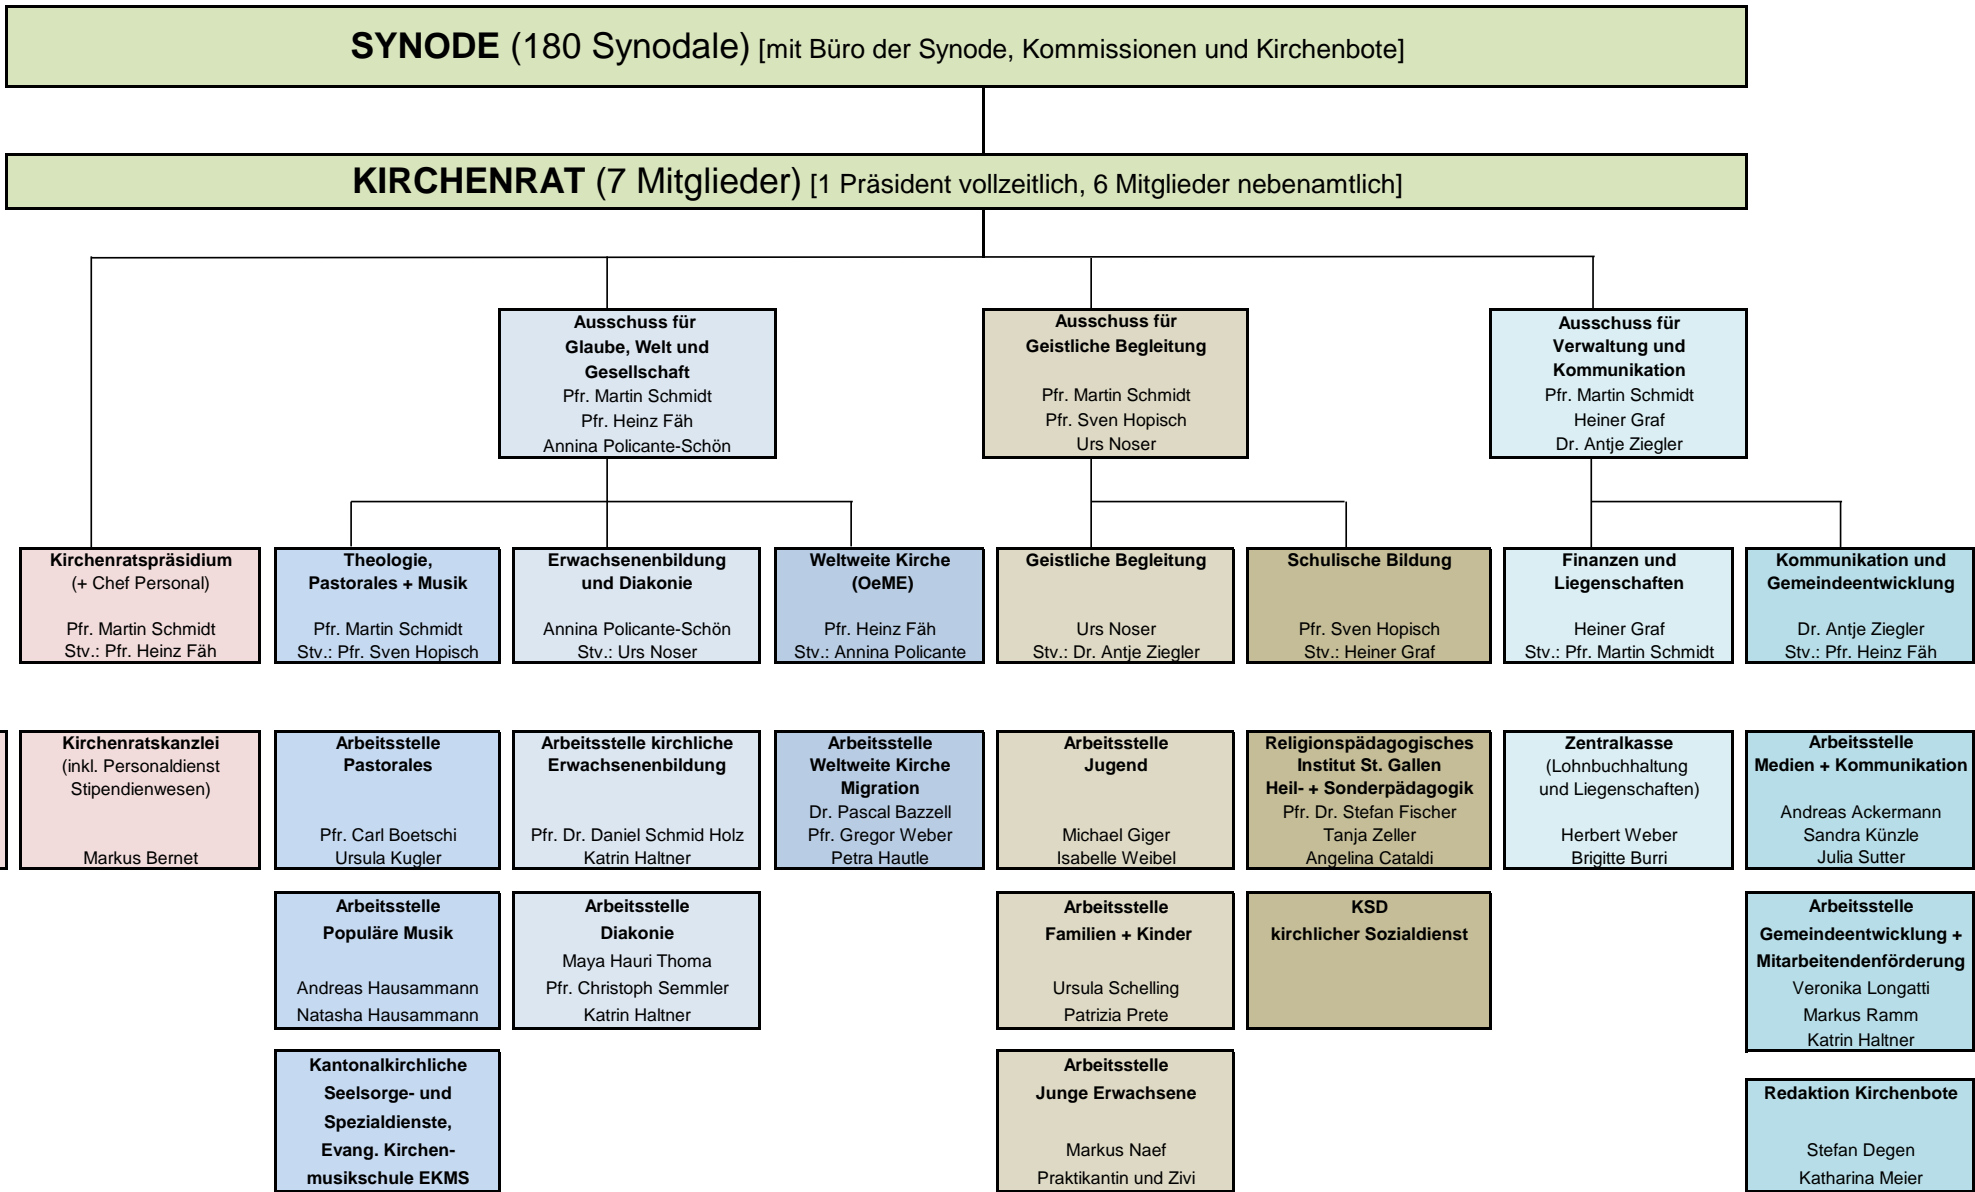 SYNODE (180 Synodale) [mit Büro der Synode, Kommissionen und Kirchenbote]
KIRCHENRAT (7 Mitglieder) [1 Präsident vollzeitlich, 6 Mitglieder nebenamtlich]
Ausschuss für
Glaube, Welt und
Gesellschaft
Pfr. Martin Schmidt
Pfr. Heinz Fäh
Annina Policante-Schön
Ausschuss für
Geistliche Begleitung
Pfr. Martin Schmidt
Pfr. Sven Hopisch
Urs Noser
Ausschuss für
Verwaltung und
Kommunikation
Pfr. Martin Schmidt
Heiner Graf
Dr. Antje Ziegler
Kirchenratspräsidium
(+ Chef Personal)
Pfr. Martin Schmidt
Stv.: Pfr. Heinz Fäh
Theologie,
Pastorales + Musik
Pfr. Martin Schmidt
Stv.: Pfr. Sven Hopisch
Erwachsenenbildung
und Diakonie
Annina Policante-Schön
Stv.: Urs Noser
Weltweite Kirche
(OeME)
Pfr. Heinz Fäh
Stv.: Annina Policante
Geistliche Begleitung
Urs Noser
Stv.: Dr. Antje Ziegler
Schulische Bildung
Pfr. Sven Hopisch
Stv.: Heiner Graf
Finanzen und
Liegenschaften
Heiner Graf
Stv.: Pfr. Martin Schmidt
Kommunikation und
Gemeindeentwicklung
Dr. Antje Ziegler
Stv.: Pfr. Heinz Fäh
Kirchenratskanzlei
(inkl. Personaldienst
Stipendienwesen)
Markus Bernet
Arbeitsstelle
Pastorales
Pfr. Carl Boetschi
Ursula Kugler
Arbeitsstelle kirchliche
Erwachsenenbildung
Pfr. Dr. Daniel Schmid Holz
Katrin Haltner
Arbeitsstelle
Weltweite Kirche
Migration
Dr. Pascal Bazzell
Pfr. Gregor Weber
Petra Hautle
Arbeitsstelle
Jugend
Michael Giger
Isabelle Weibel
Religionspädagogisches
Institut St. Gallen
Heil- + Sonderpädagogik
Pfr. Dr. Stefan Fischer
Tanja Zeller
Angelina Cataldi
Zentralkasse
(Lohnbuchhaltung
und Liegenschaften)
Herbert Weber
Brigitte Burri
Arbeitsstelle
Medien + Kommunikation
Andreas Ackermann
Sandra Künzle
Julia Sutter
Arbeitsstelle
Populäre Musik
Andreas Hausammann
Natasha Hausammann
Arbeitsstelle
Diakonie
Maya Hauri Thoma
Pfr. Christoph Semmler
Katrin Haltner
Arbeitsstelle
Familien + Kinder
Ursula Schelling
Patrizia Prete
KSD
kirchlicher Sozialdienst
Arbeitsstelle
Gemeindeentwicklung +
Mitarbeitendenförderung
Veronika Longatti
Markus Ramm
Katrin Haltner
Kantonalkirchliche
Seelsorge- und
Spezialdienste,
Evang. Kirchen-
musikschule EKMS
Arbeitsstelle
Junge Erwachsene
Markus Naef
Praktikantin und Zivi
Redaktion Kirchenbote
Stefan Degen
Katharina Meier